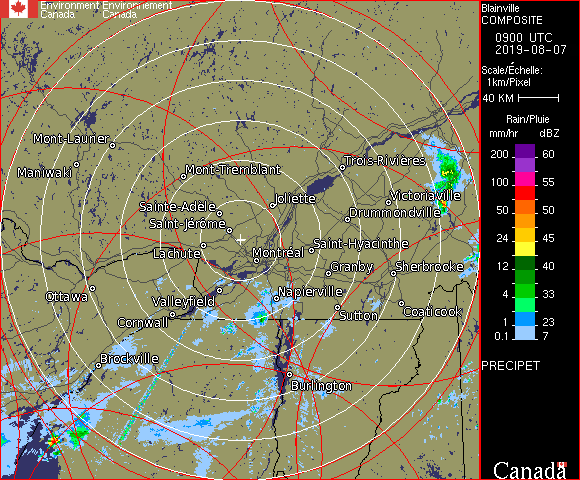 Environment Environnement
Canada Canada
Blainville
COMPOSITE
0900 UTC
2019-08-07
Scale/Échelle:
1km/Pixel
40 KM
Rain/Pluie
mm/hr dBZ
200 60
100 55
50 50
24 45
12 40
4 33
1 23
0.1 7
PRECIPET
Canada
Mont-Laurier
Maniwaki
Mont-Tremblant
Trois-Rivières
Joliette
Victoriaville
Sainte-Adele
Drummondville
Saint-Jérôme
Saint-Hyacinthe
Lachute
Montréal
Granby
Sherbrooke
Ottawa
Valleyfield
Napierville
Cornwall
Sutton
Coaticook
Brockville
Burlington